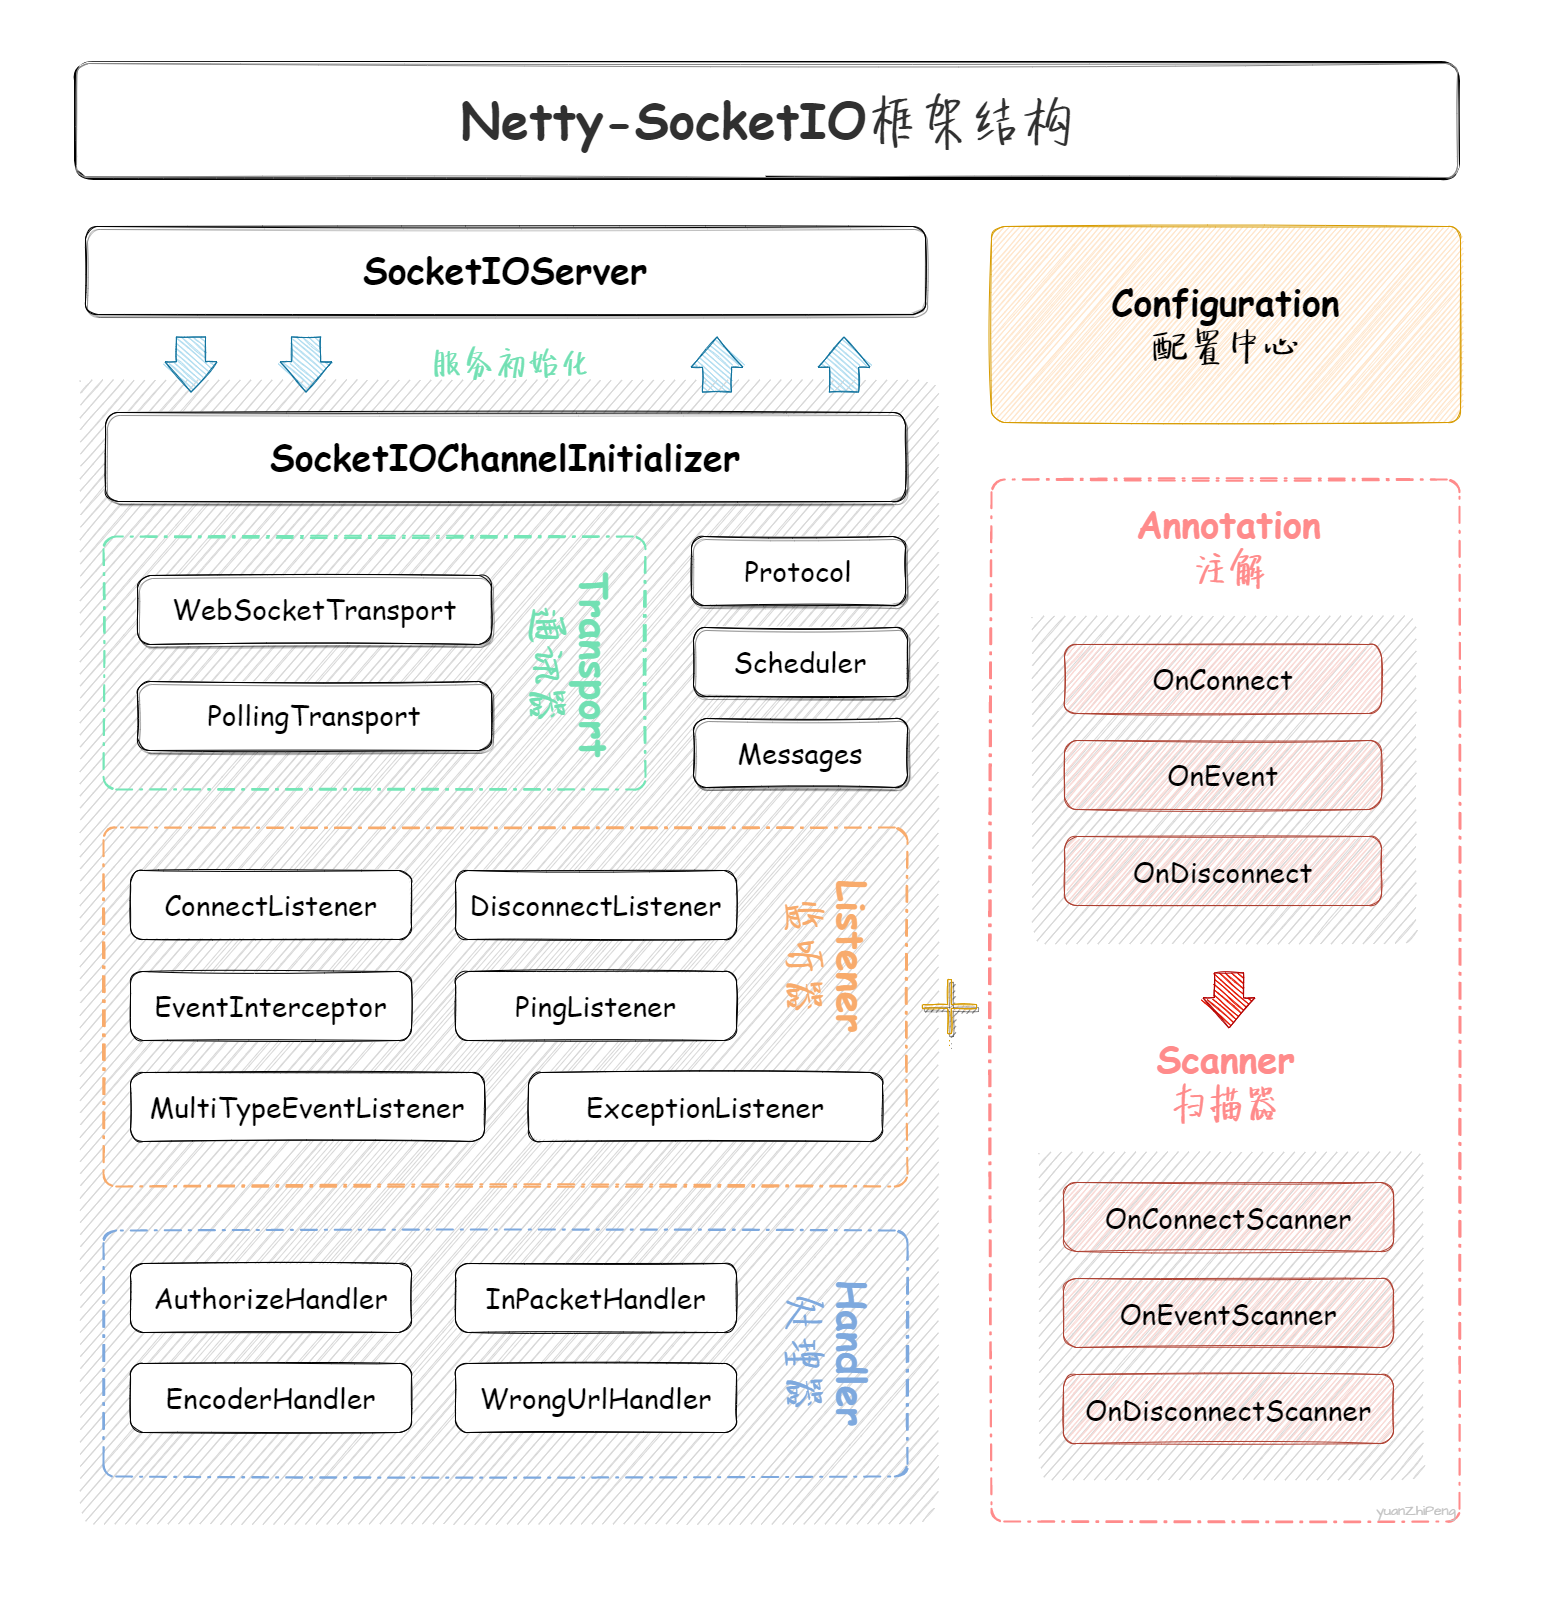 Netty-SocketIO框架结构
SocketIOServer
服务初始化
SocketIOChannelInitializer
WebSocketTransport
PollingTransport
Transport
通讯器
Protocol
Scheduler
Messages
ConnectListener
DisconnectListener
EventInterceptor
PingListener
MultiTypeEventListener
ExceptionListener
Listener
监听器
AuthorizeHandler
InPacketHandler
EncoderHandler
WrongUrlHandler
Handler
处理器
Configuration
配置中心
Annotation
注解
OnConnect
OnEvent
OnDisconnect
Scanner
扫描器
OnConnectScanner
OnEventScanner
OnDisconnectScanner
yuanZhiPeng